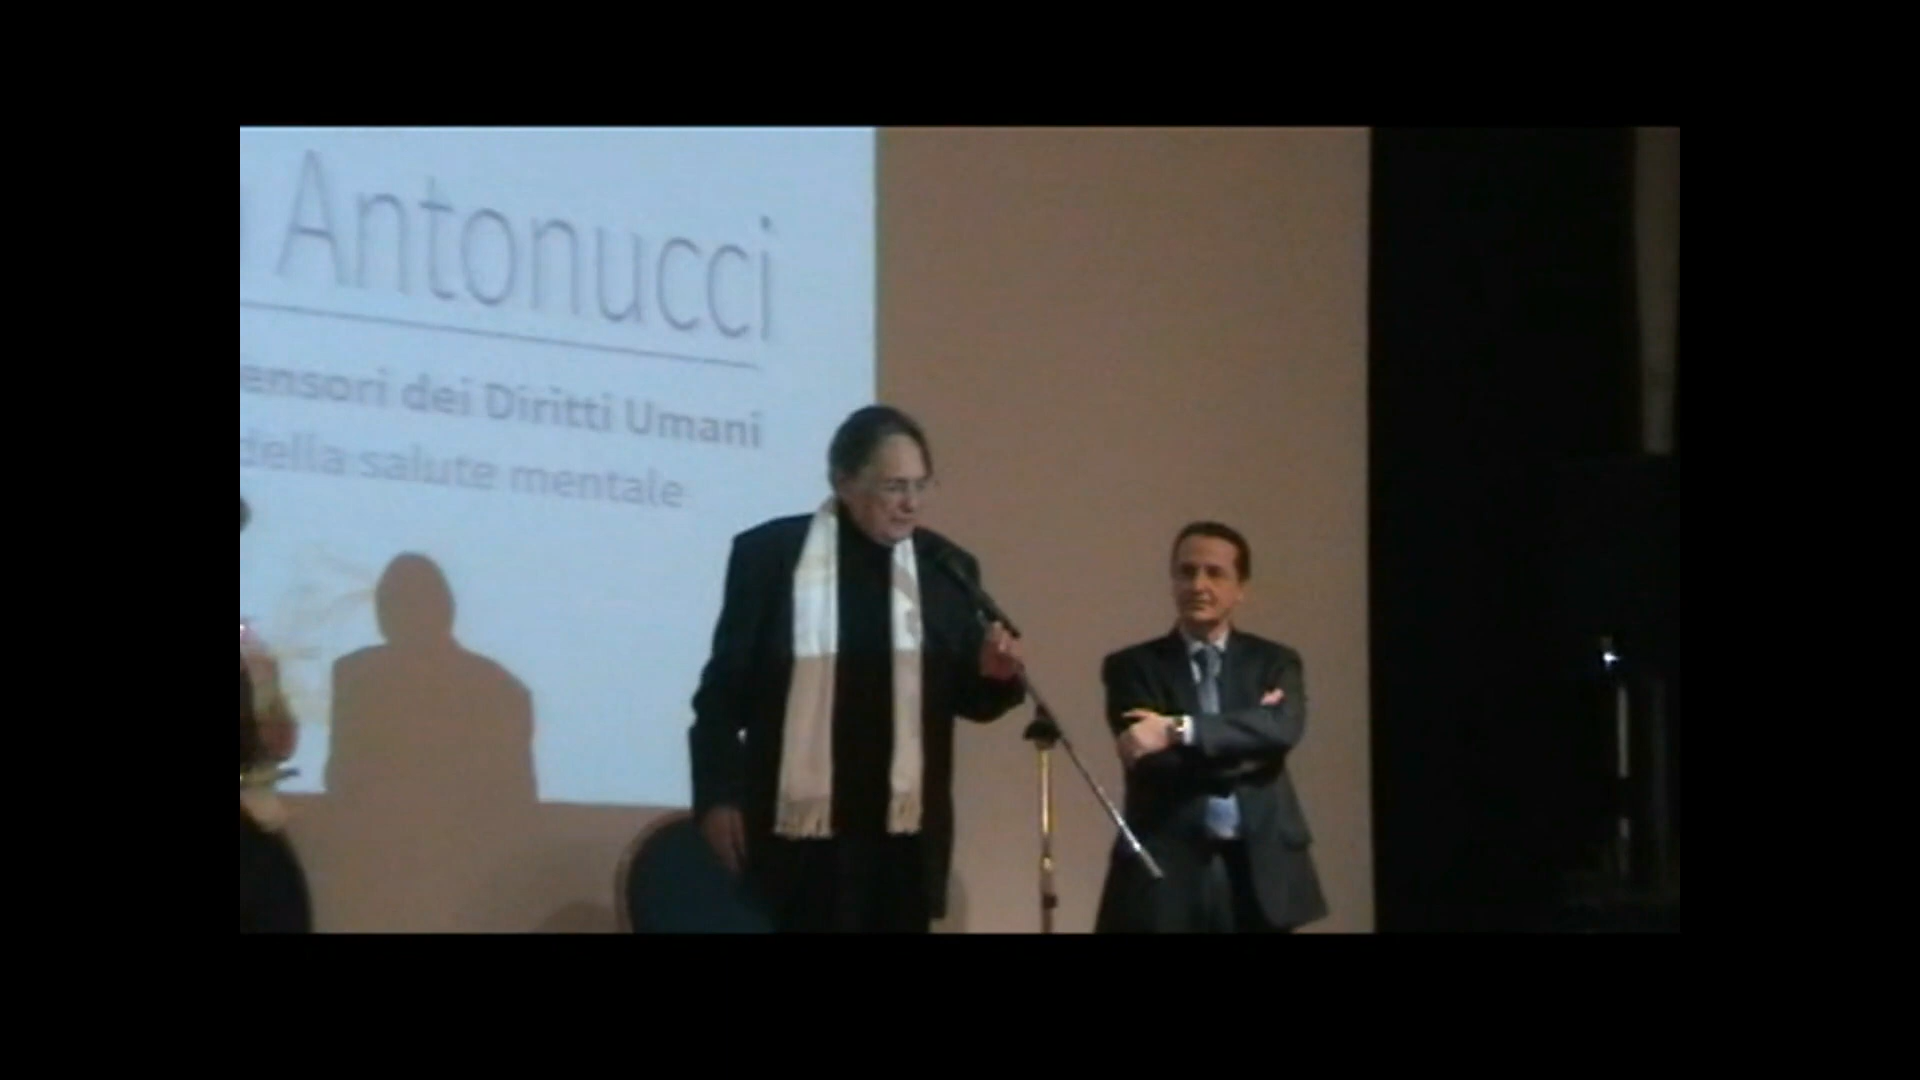 Antonucci
ensori dei Diritti Umani
della salute mentale